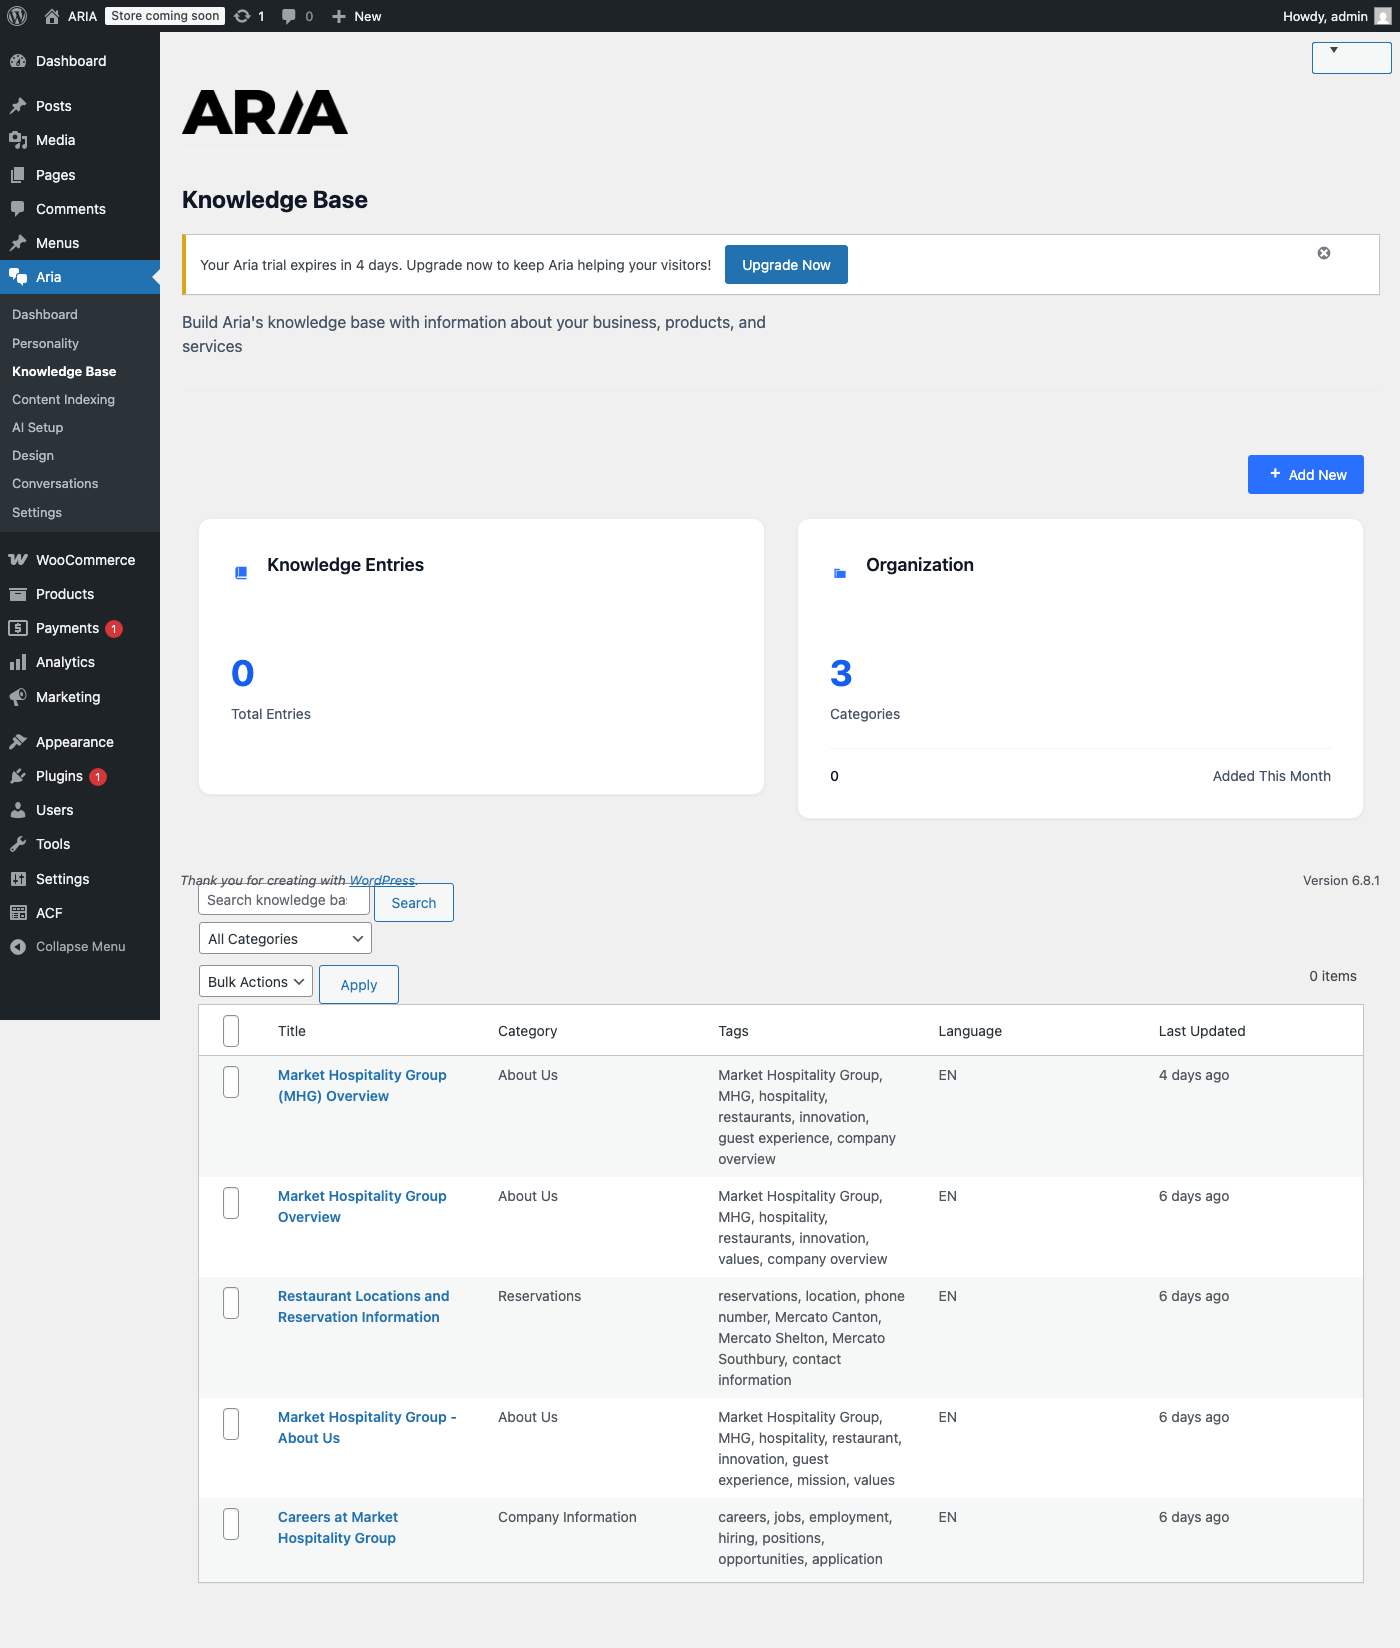 ARIA
Store coming soon
1
0
New
Howdy, admin
Dashboard
Posts
Media
Pages
Comments
Menus
Aria
Dashboard
Personality
Knowledge Base
Content Indexing
AI Setup
Design
Conversations
Settings
WooCommerce
Products
Payments 1
Analytics
Marketing
Appearance
Plugins 1
Users
Tools
Settings
ACF
Collapse Menu
ARIA
Knowledge Base
Your Aria trial expires in 4 days. Upgrade now to keep Aria helping your visitors!
Upgrade Now
Build Aria's knowledge base with information about your business, products, and
services
+ Add New
Knowledge Entries
0
Total Entries
Organization
3
Categories
0
Added This Month
Thank you for creating with WordPress.
Version 6.8.1
Search knowledge ba
Search
All Categories
Bulk Actions
Apply
0 items
Title
Category
Tags
Language
Last Updated
Market Hospitality Group
(MHG) Overview
About Us
Market Hospitality Group,
MHG, hospitality,
restaurants, innovation,
guest experience, company
overview
EN
4 days ago
Market Hospitality Group
Overview
About Us
Market Hospitality Group,
MHG, hospitality,
restaurants, innovation,
values, company overview
EN
6 days ago
Restaurant Locations and
Reservation Information
Reservations
reservations, location, phone
number, Mercato Canton,
Mercato Shelton, Mercato
Southbury, contact
information
EN
6 days ago
Market Hospitality Group -
About Us
About Us
Market Hospitality Group,
MHG, hospitality, restaurant,
innovation, guest
experience, mission, values
EN
6 days ago
Careers at Market
Hospitality Group
Company Information
careers, jobs, employment,
hiring, positions,
opportunities, application
EN
6 days ago